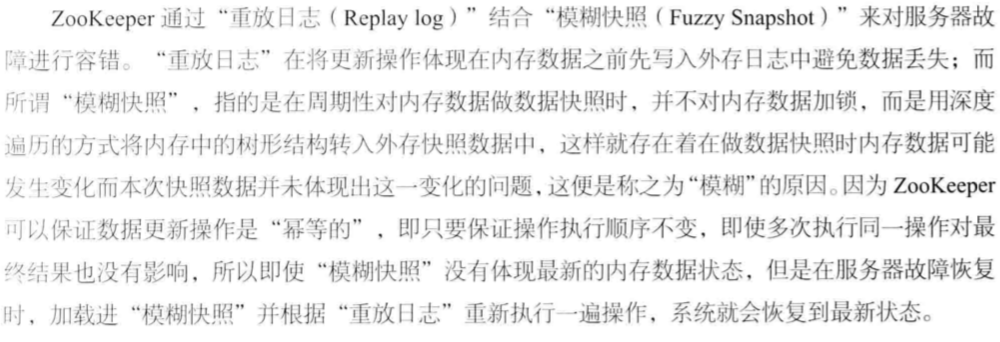 ZooKeeper 通过“重放日志（Replay log）”结合“模糊快照（Fuzzy Snapshot）”来对服务器故
障进行容错。“重放日志”在将更新操作体现在内存数据之前先写入外存日志中避免数据丢失；而
所谓“模糊快照”，指的是在周期性对内存数据做数据快照时，并不对内存数据加锁，而是用深度
遍历的方式将内存中的树形结构转入外存快照数据中，这样就存在着在做数据快照时内存数据可能
发生变化而本次快照数据并未体现出这一变化的问题，这便是称之为“模糊”的原因。因为 ZooKeeper
可以保证数据更新操作是“幂等的”，即只要保证操作执行顺序不变，即使多次执行同一操作对最
终结果也没有影响，所以即使“模糊快照”没有体现最新的内存数据状态，但是在服务器故障恢复
时，加载进“模糊快照”并根据“重放日志”重新执行一遍操作，系统就会恢复到最新状态。